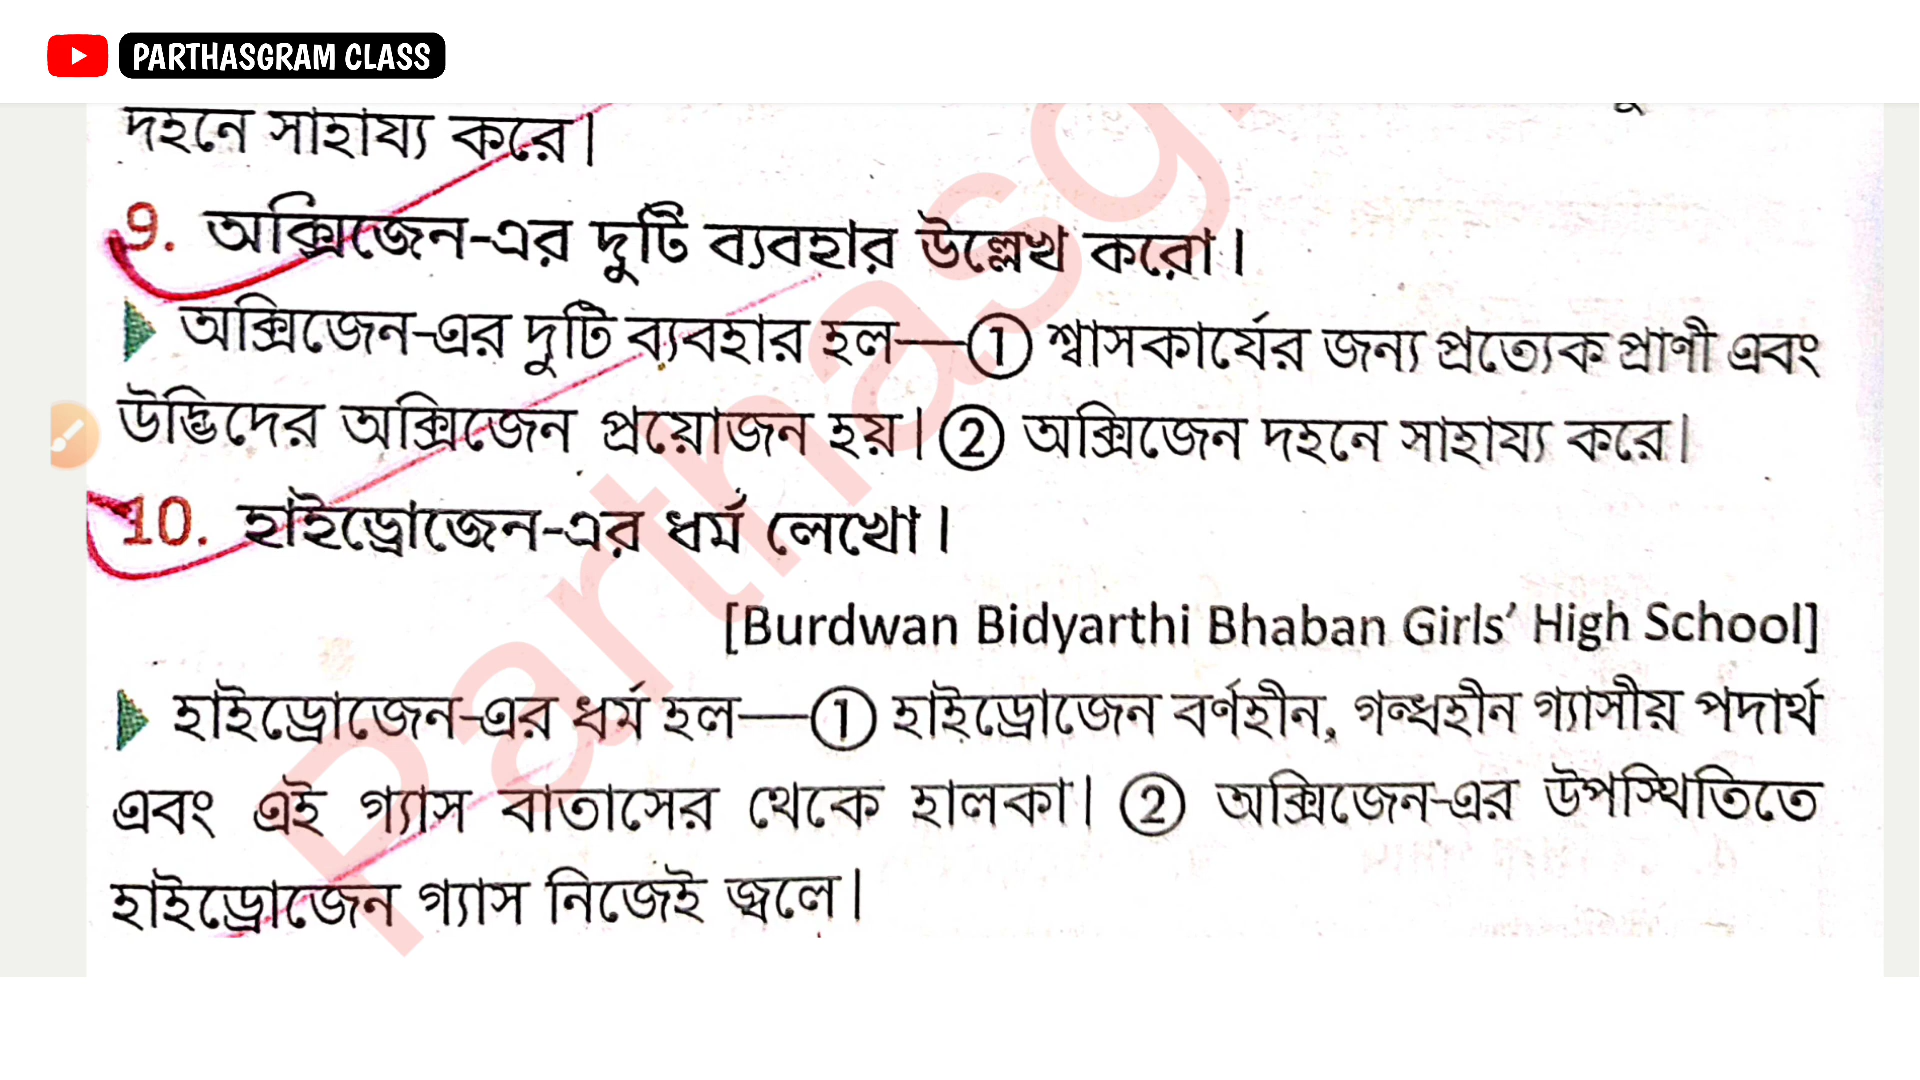 PARTHASGRAM CLASS
দহনে সাহায্য করে।
9. অক্সিজেন-এর দুটি ব্যবহার উল্লেখ করো।
অক্সিজেন-এর দুটি ব্যবহার হল—① শ্বাসকার্যের জন্য প্রত্যেক প্রাণী এবং
উদ্ভিদের অক্সিজেন প্রয়োজন হয়। ② অক্সিজেন দহনে সাহায্য করে।
10. হাইড্রোজেন-এর ধর্ম লেখো।
[Burdwan Bidyarthi Bhaban Girls’ High School]
হাইড্রোজেন-এর ধর্ম হল—① হাইড্রোজেন বর্ণহীন, গন্ধহীন গ্যাসীয় পদার্থ
এবং এই গ্যাস বাতাসের থেকে হালকা। ② অক্সিজেন-এর উপস্থিতিতে
হাইড্রোজেন গ্যাস নিজেই জ্বলে।
Parthasg